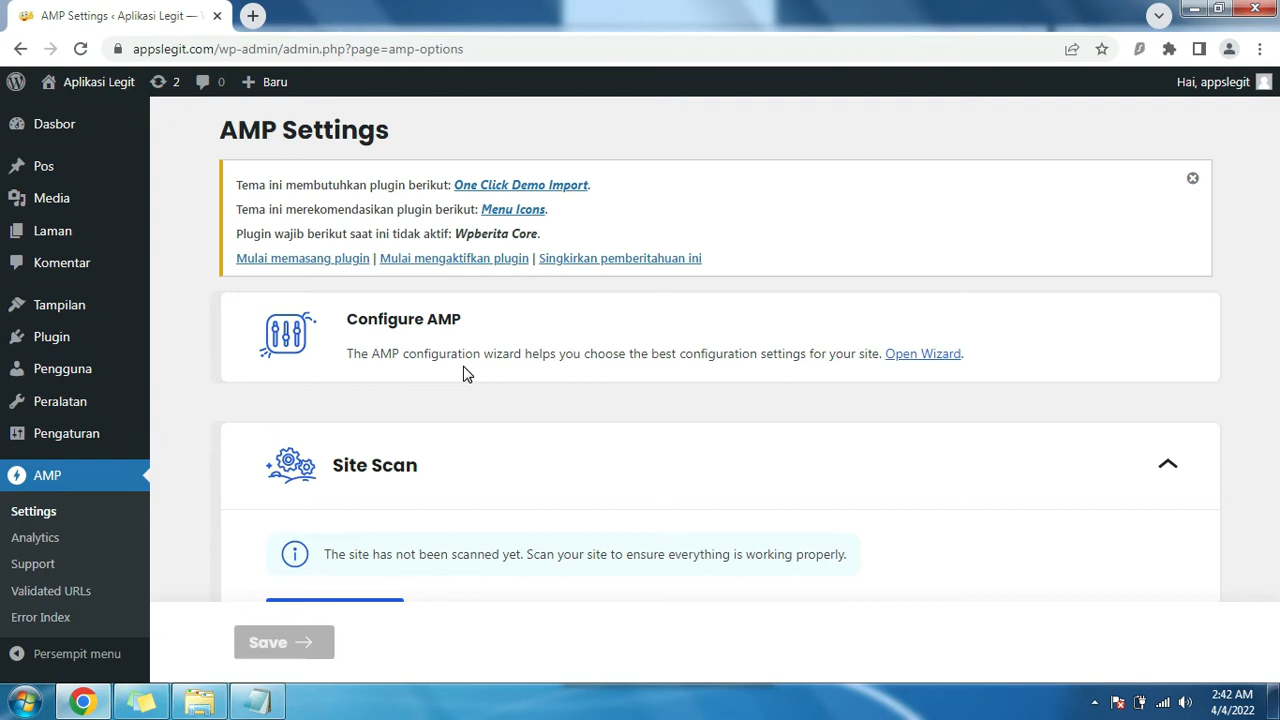 AMP Settings ‹ Aplikasi Legit — W
appslegit.com/wp-admin/admin.php?page=amp-options
Aplikasi Legit 2 0 Baru Hai, appslegit
Dasbor
Pos
Media
Laman
Komentar
Tampilan
Plugin
Pengguna
Peralatan
Pengaturan
AMP
Settings
Analytics
Support
Validated URLs
Error Index
Persempit menu
AMP Settings
Tema ini membutuhkan plugin berikut: One Click Demo Import.
Tema ini merekomendasikan plugin berikut: Menu Icons.
Plugin wajib berikut saat ini tidak aktif: Wpberita Core.
Mulai memasang plugin | Mulai mengaktifkan plugin | Singkirkan pemberitahuan ini
Configure AMP
The AMP configuration wizard helps you choose the best configuration settings for your site. Open Wizard.
Site Scan
The site has not been scanned yet. Scan your site to ensure everything is working properly.
Save
2:42 AM
4/4/2022